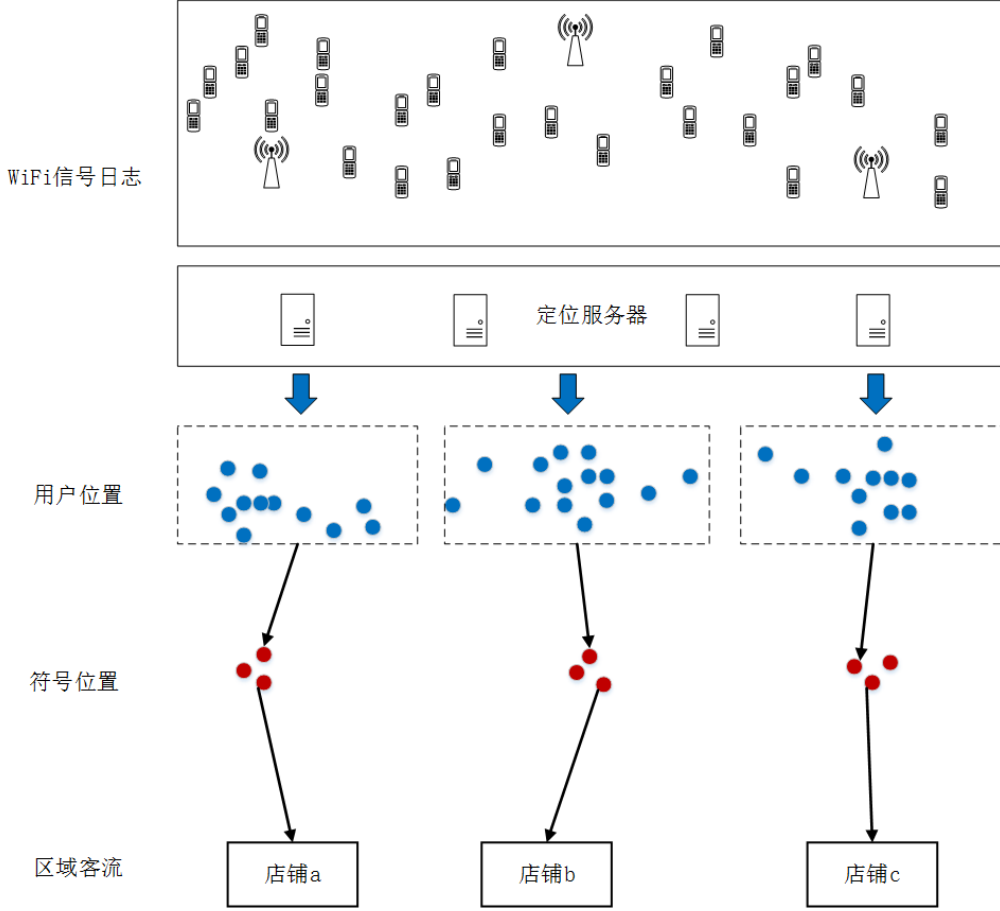 WiFi信号日志
定位服务器
用户位置
符号位置
区域客流
店铺a
店铺b
店铺c